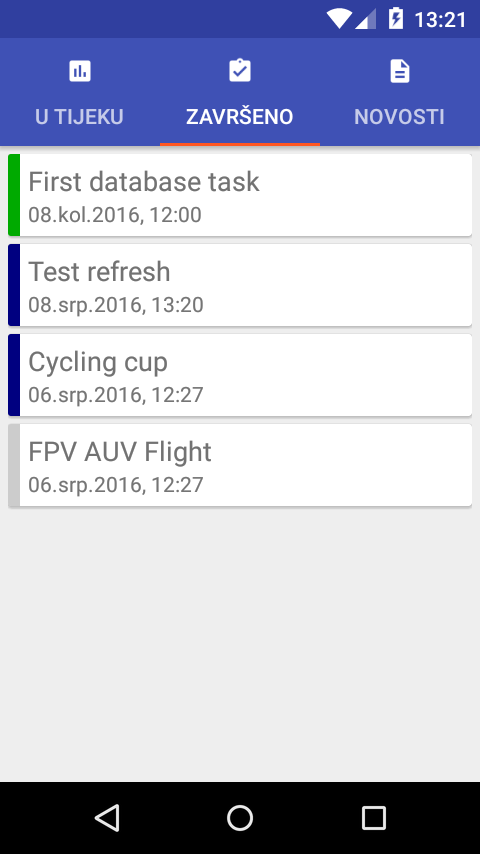 13:21
U TIJEKU
ZAVRŠENO
NOVOSTI
First database task
08.kol.2016, 12:00
Test refresh
08.srp.2016, 13:20
Cycling cup
06.srp.2016, 12:27
FPV AUV Flight
06.srp.2016, 12:27